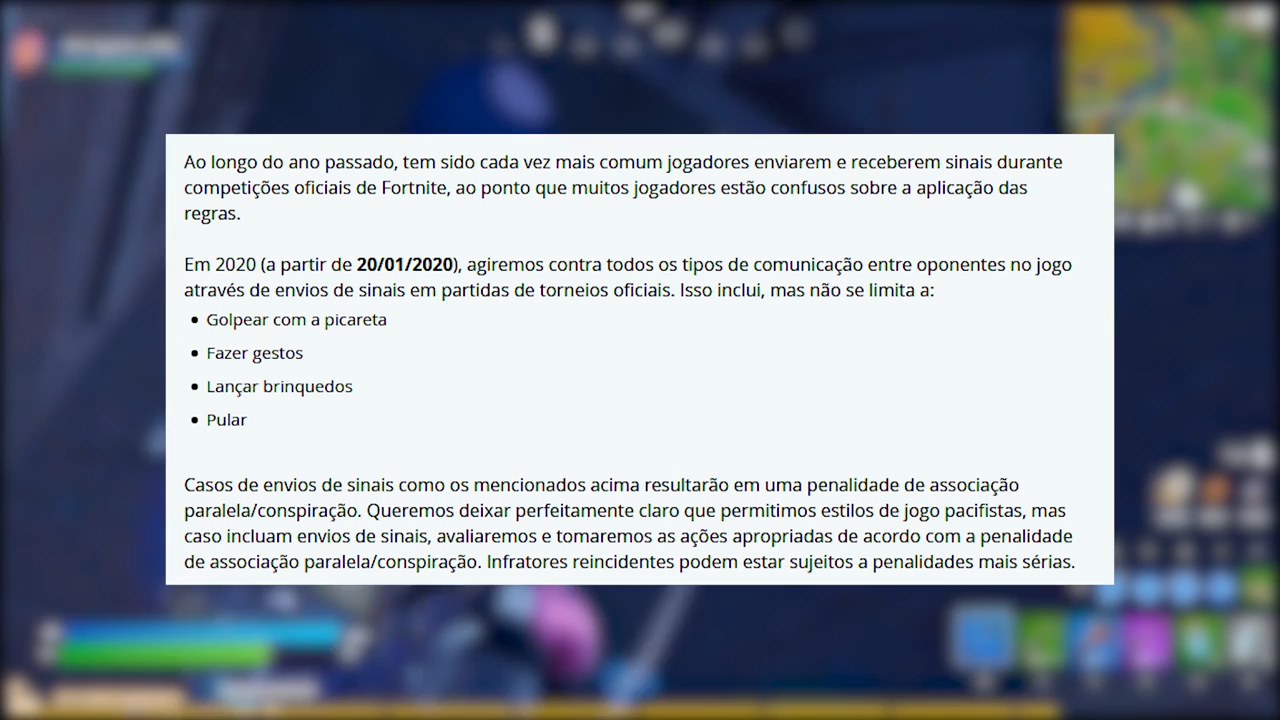 Ao longo do ano passado, tem sido cada vez mais comum jogadores enviarem e receberem sinais durante
competições oficiais de Fortnite, ao ponto que muitos jogadores estão confusos sobre a aplicação das
regras.
Em 2020 (a partir de 20/01/2020), agiremos contra todos os tipos de comunicação entre oponentes no jogo
através de envios de sinais em partidas de torneios oficiais. Isso inclui, mas não se limita a:
• Golpear com a picareta
• Fazer gestos
• Lançar brinquedos
• Pular
Casos de envios de sinais como os mencionados acima resultarão em uma penalidade de associação
paralela/conspiração. Queremos deixar perfeitamente claro que permitimos estilos de jogo pacifistas, mas
caso incluam envios de sinais, avaliaremos e tomaremos as ações apropriadas de acordo com a penalidade
de associação paralela/conspiração. Infratores reincidentes podem estar sujeitos a penalidades mais sérias.